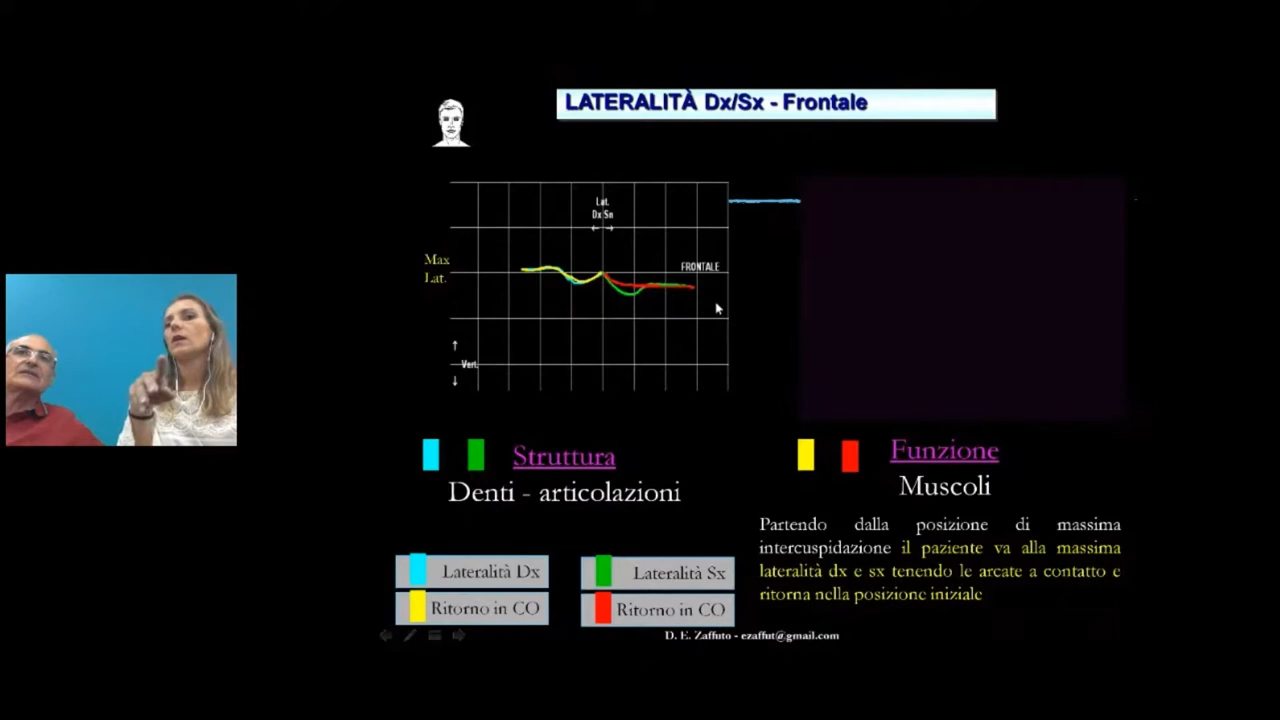 LATERALITÀ Dx/Sx - Frontale
Lat.
Dx Sn
← →
FRONTALE
Max
Lat.
↑
Vert.
↓
Struttura
Denti - articolazioni
Funzione
Muscoli
Partendo dalla posizione di massima
intercuspidazione il paziente va alla massima
lateralità dx e sx tenendo le arcate a contatto e
ritorna nella posizione iniziale
Lateralità Dx
Lateralità Sx
Ritorno in CO
Ritorno in CO
D. E. Zaffuto - ezaffut@gmail.com